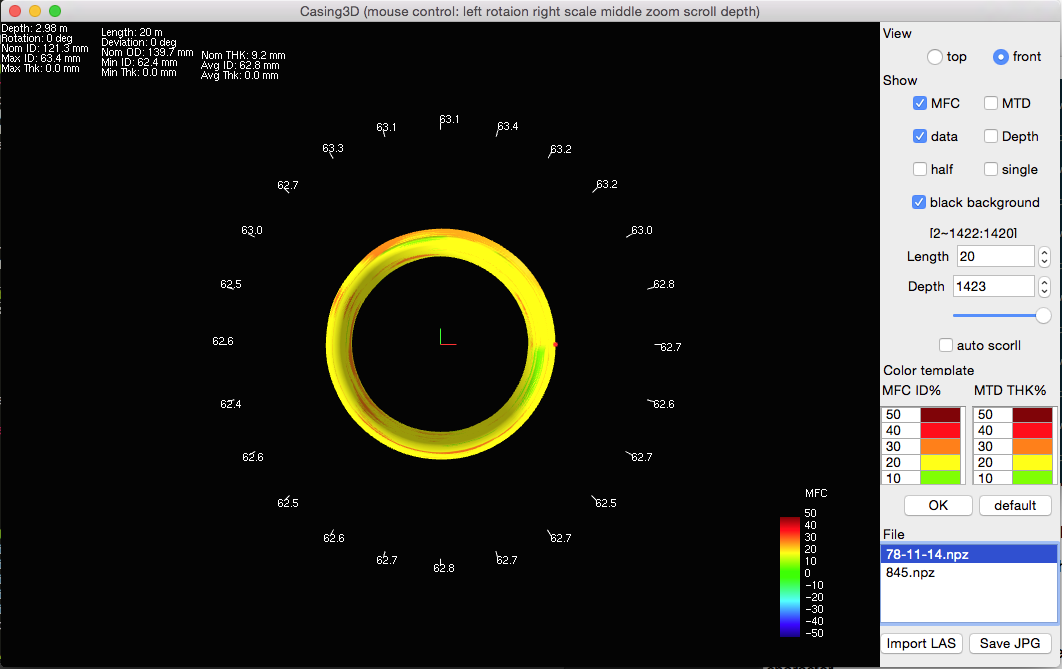 Casing3D (mouse control: left rotaion right scale middle zoom scroll depth)
Depth: 2.98 m
Rotation: 0 deg
Nom ID: 121.3 mm
Max ID: 63.4 mm
Max Thk: 0.0 mm
Length: 20 m
Deviation: 0 deg
Nom OD: 139.7 mm
Min ID: 62.4 mm
Min Thk: 0.0 mm
Nom THK: 9.2 mm
Avg ID: 62.8 mm
Avg Thk: 0.0 mm
63.1
63.1
63.4
63.3
63.2
62.7
63.2
63.0
63.0
62.5
62.8
62.6
62.7
62.4
62.6
62.6
62.7
62.5
62.5
62.6
62.7
62.7
62.8
62.7
MFC
50
40
30
20
10
0
-10
-20
-30
-40
-50
View
top
front
Show
MFC
MTD
data
Depth
half
single
black background
[2~1422:1420]
Length 20
Depth 1423
auto scorll
Color template
MFC ID% MTD THK%
50 50
40 40
30 30
20 20
10 10
OK default
File
78-11-14.npz
845.npz
Import LAS Save JPG